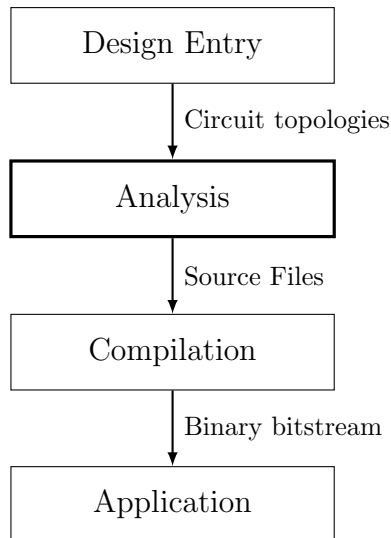 Design Entry
Circuit topologies
Analysis
Source Files
Compilation
Binary bitstream
Application